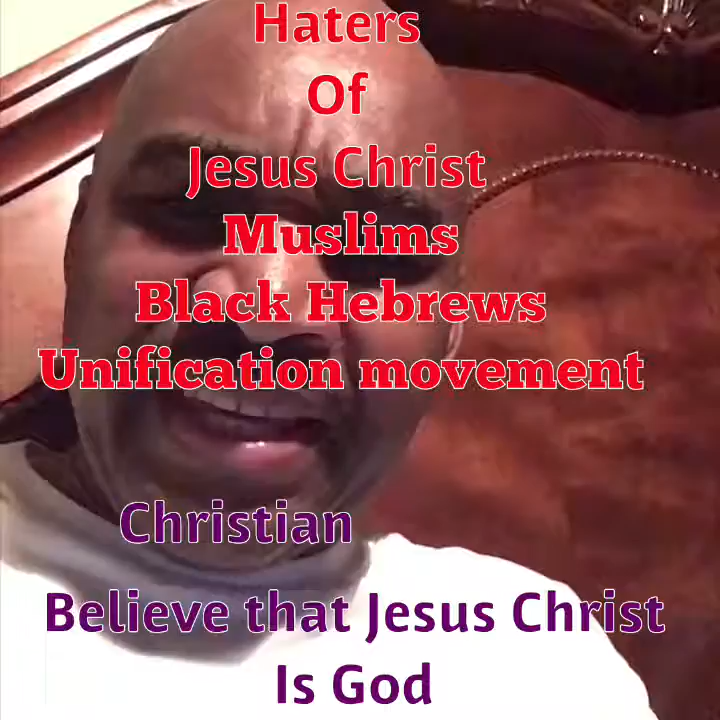 Haters
Of
Jesus Christ
Muslims
Black Hebrews
Unification movement
Christian
Believe that Jesus Christ
Is God